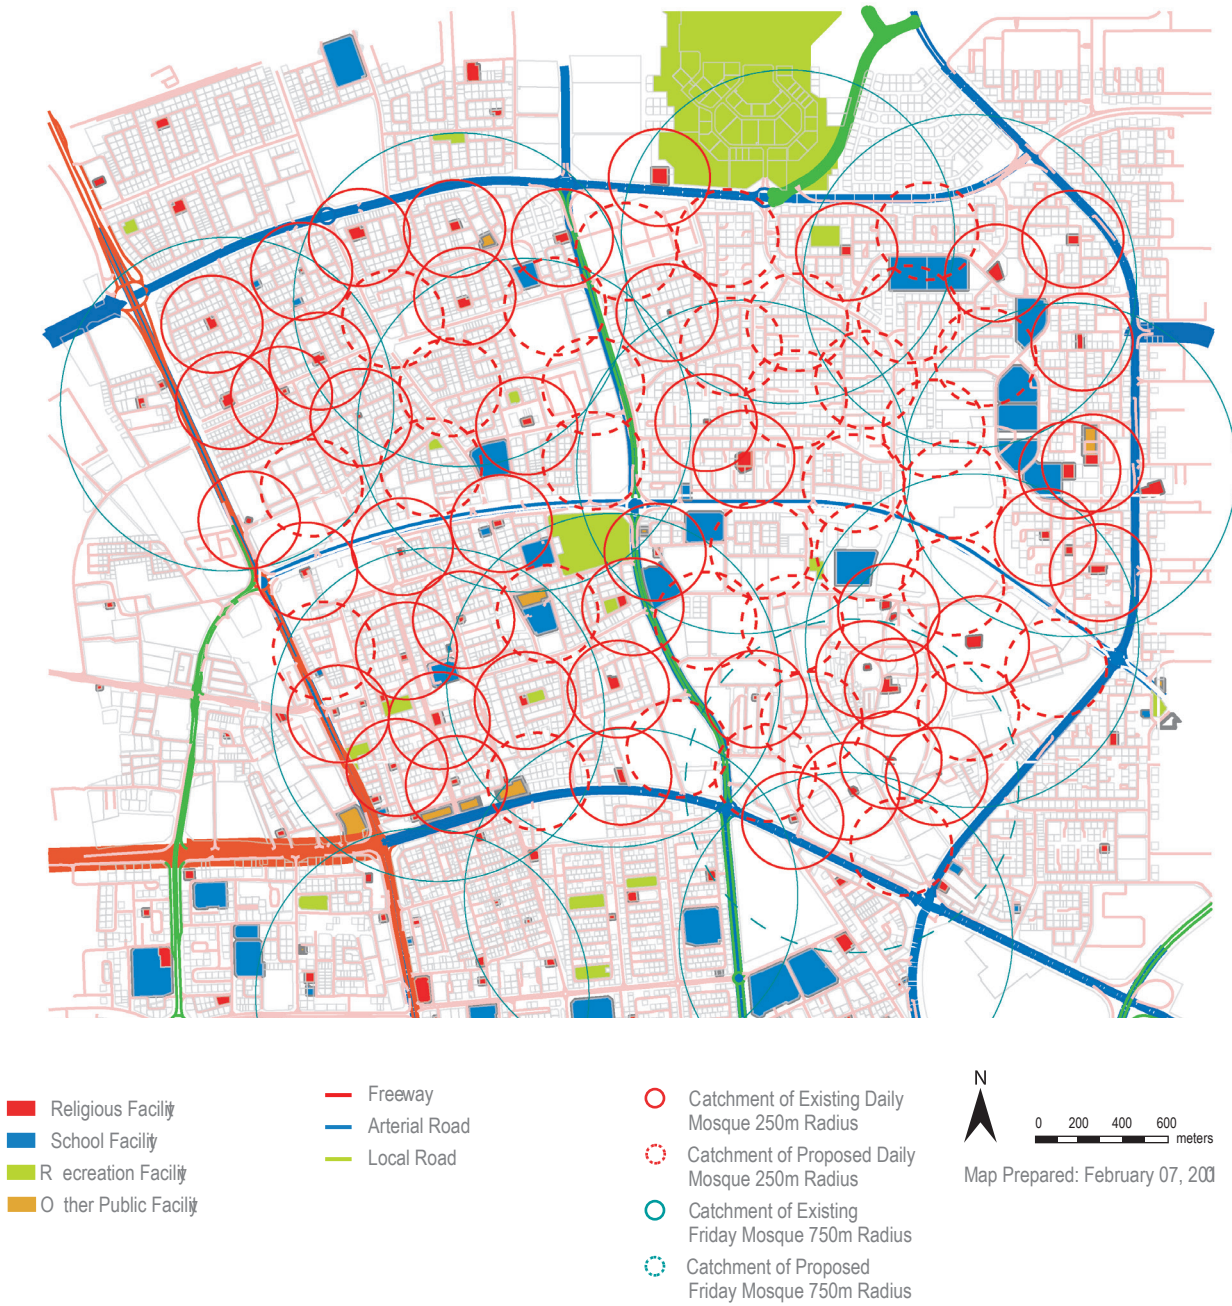 Religious Facility
School Facility
R ecreation Facility
O ther Public Facility
Freeway
Arterial Road
Local Road
Catchment of Existing Daily
Mosque 250m Radius
Catchment of Proposed Daily
Mosque 250m Radius
Catchment of Existing
Friday Mosque 750m Radius
Catchment of Proposed
Friday Mosque 750m Radius
N
0 200 400 600
meters
Map Prepared: February 07,